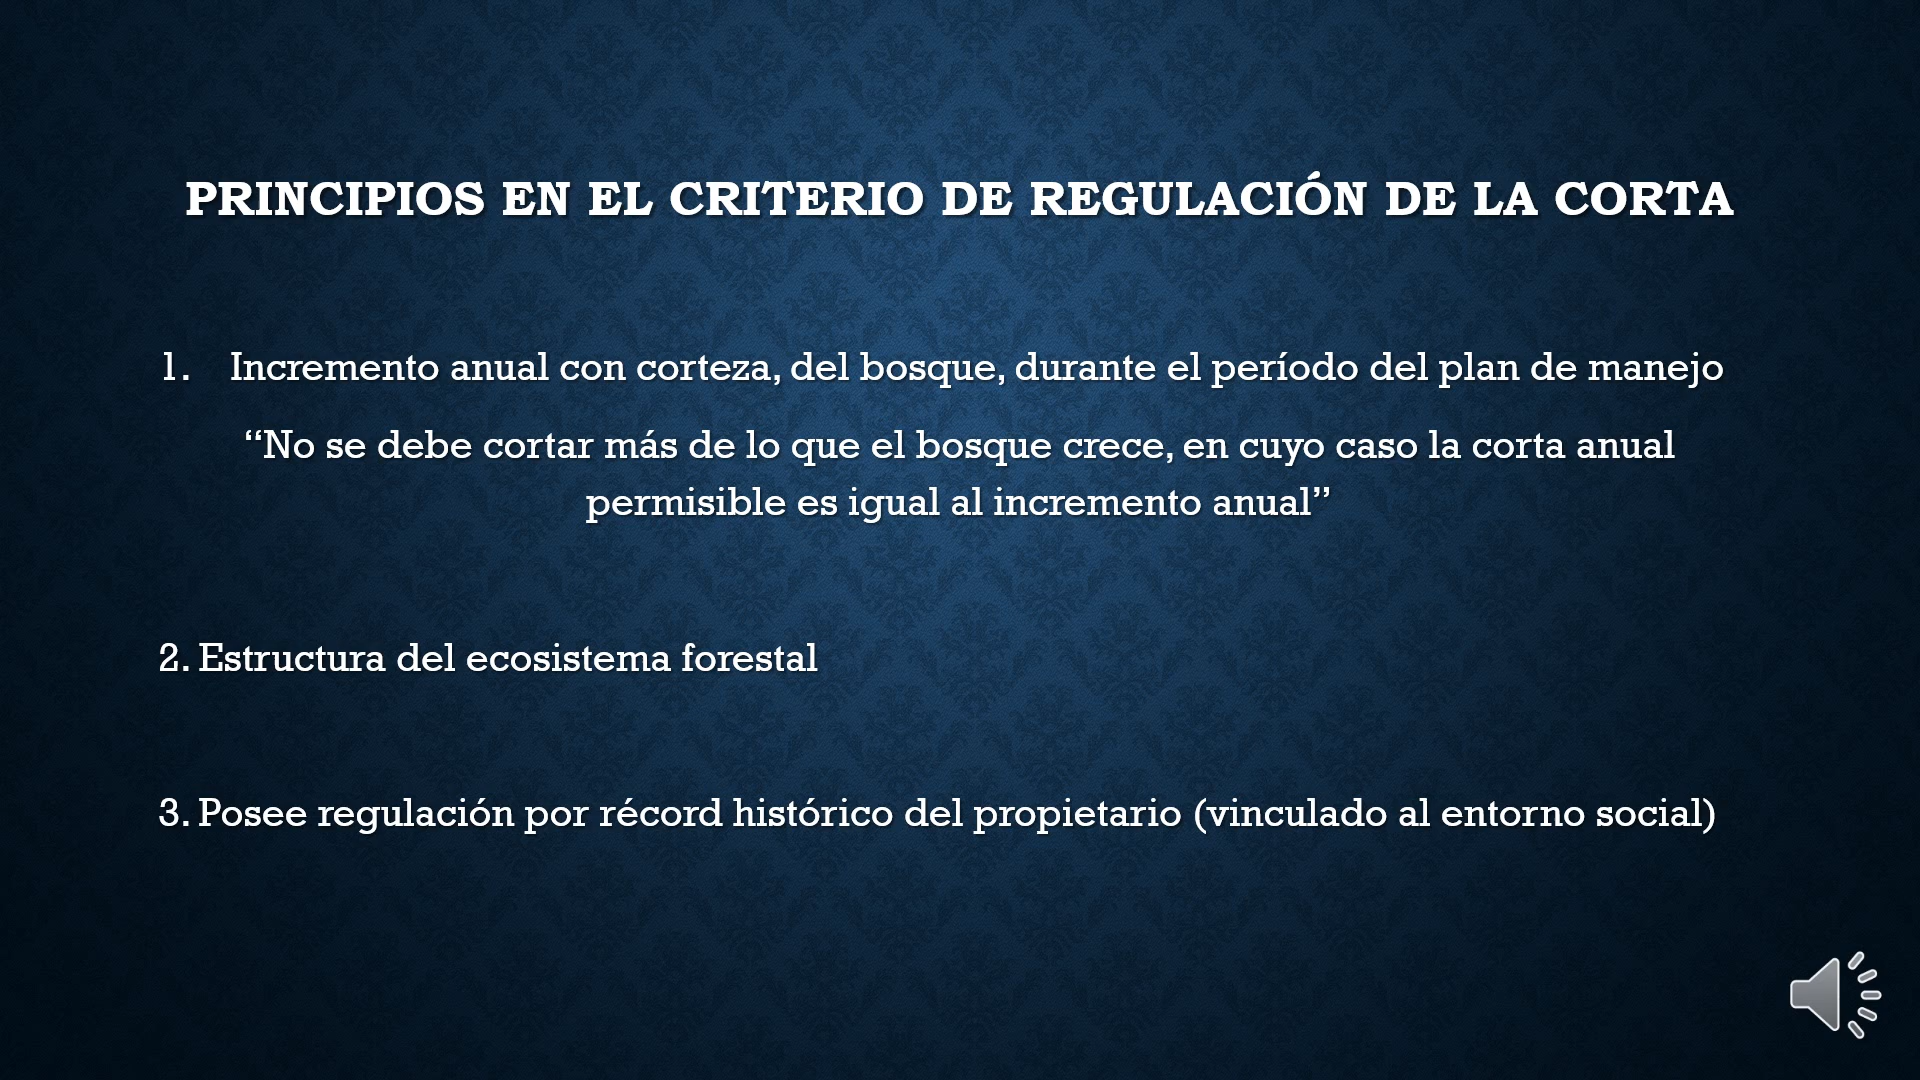 PRINCIPIOS EN EL CRITERIO DE REGULACIÓN DE LA CORTA
1. Incremento anual con corteza, del bosque, durante el período del plan de manejo
“No se debe cortar más de lo que el bosque crece, en cuyo caso la corta anual
permisible es igual al incremento anual”
2. Estructura del ecosistema forestal
3. Posee regulación por récord histórico del propietario (vinculado al entorno social)